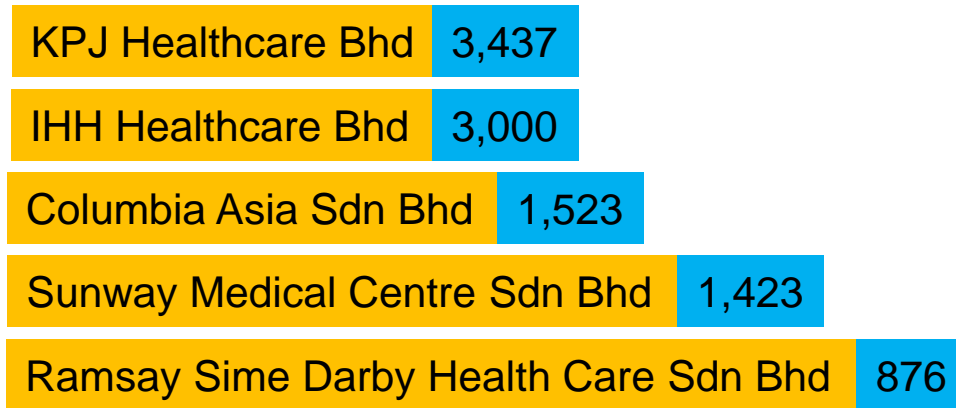 KPJ Healthcare Bhd 3,437
IHH Healthcare Bhd 3,000
Columbia Asia Sdn Bhd 1,523
Sunway Medical Centre Sdn Bhd 1,423
Ramsay Sime Darby Health Care Sdn Bhd 876